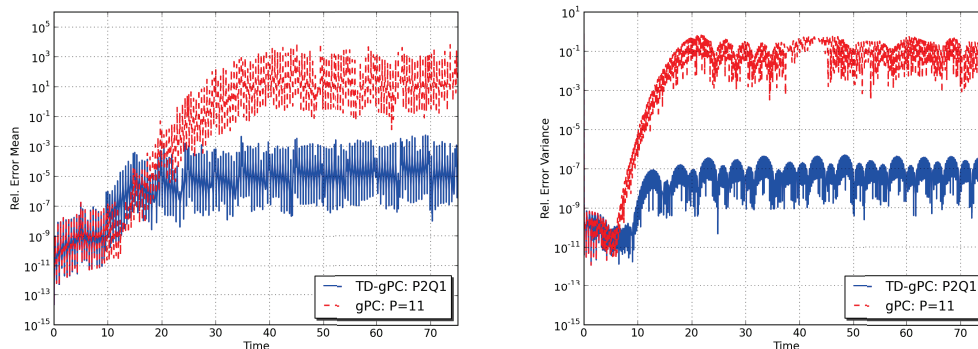 10^5
10^3
10^1
10^-1
10^-3
10^-5
10^-7
10^-9
10^-11
10^-13
10^-15
Rel. Error Mean
0 10 20 30 40 50 60 70
Time
TD-gPC: P2Q1
gPC: P=11
10^1
10^-1
10^-3
10^-5
10^-7
10^-9
10^-11
10^-13
10^-15
Rel. Error Variance
0 10 20 30 40 50 60 70
Time
TD-gPC: P2Q1
gPC: P=11